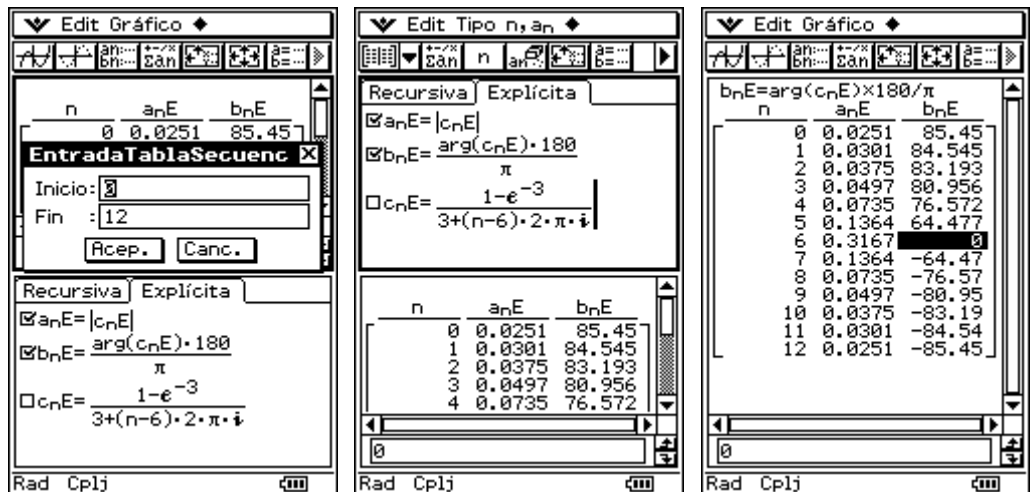 Edit Gráfico ◆
n anE bnE
0 0.0251 85.45
EntradaTablaSecuenc X
Inicio: 0
Fin : 12
Acep. Canc.
Recursiva Explícita
☑anE=|cnE|
☑bnE= arg(cnE)·180
π
☐cnE= 1-e^-3
3+(n-6)·2·π·i
Rad Cplj
Edit Tipo n,an ◆
n
Recursiva Explícita
☑anE=|cnE|
☑bnE= arg(cnE)·180
π
☐cnE= 1-e^-3
3+(n-6)·2·π·i
n anE bnE
0 0.0251 85.45
1 0.0301 84.545
2 0.0375 83.193
3 0.0497 80.956
4 0.0735 76.572
0
Rad Cplj
Edit Gráfico ◆
bnE=arg(cnE)×180/π
n anE bnE
0 0.0251 85.45
1 0.0301 84.545
2 0.0375 83.193
3 0.0497 80.956
4 0.0735 76.572
5 0.1364 64.477
6 0.3167 0
7 0.1364 -64.47
8 0.0735 -76.57
9 0.0497 -80.95
10 0.0375 -83.19
11 0.0301 -84.54
12 0.0251 -85.45
0
Rad Cplj